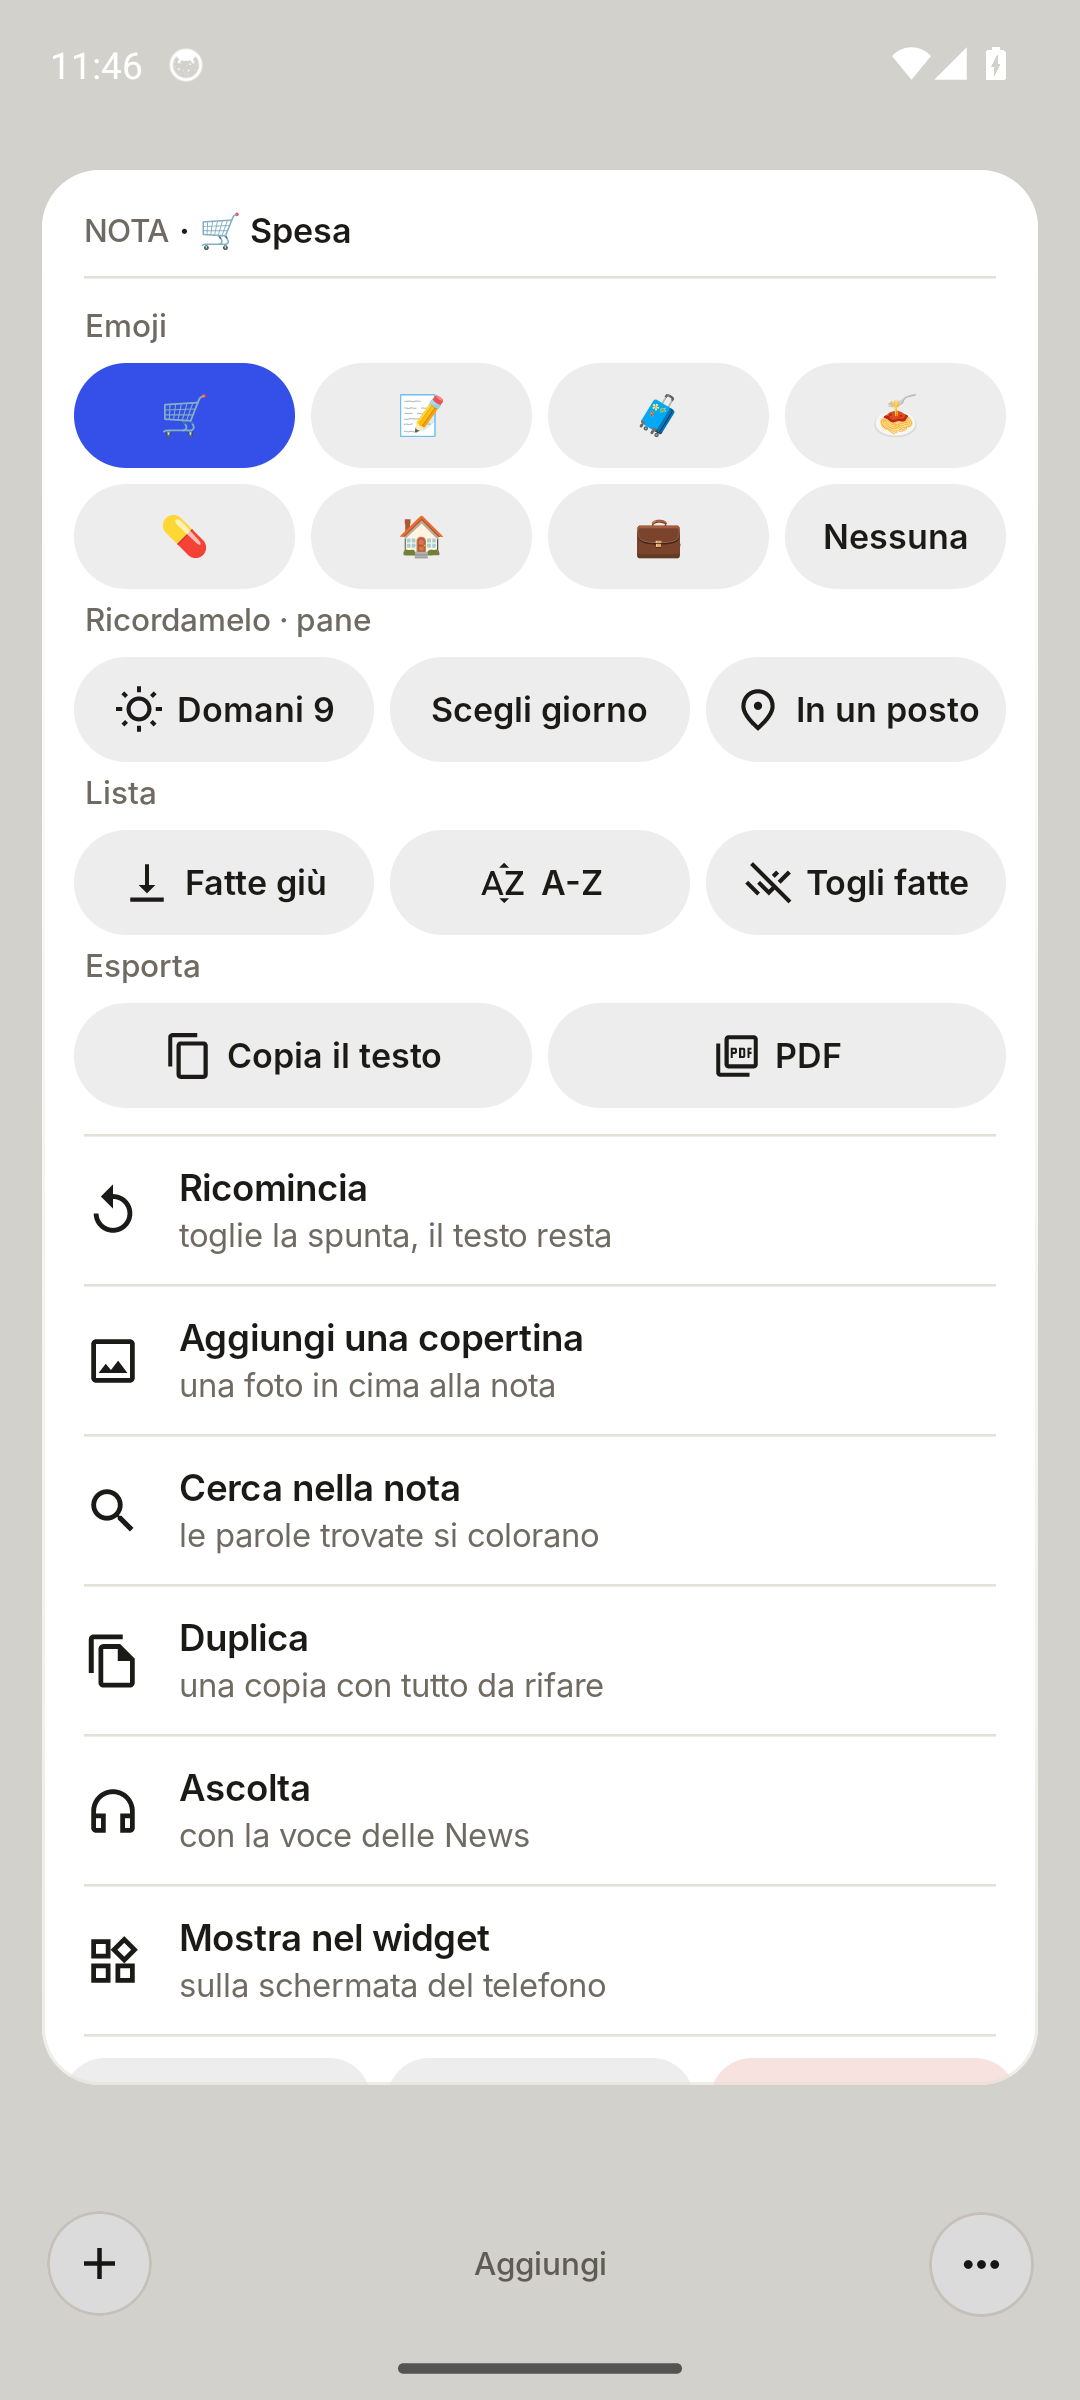 11:46
NOTA · 🛒 Spesa
Emoji
Nessuna
Ricordamelo · pane
Domani 9 Scegli giorno In un posto
Lista
Fatte giù A-Z Togli fatte
Esporta
Copia il testo PDF
Ricomincia
toglie la spunta, il testo resta
Aggiungi una copertina
una foto in cima alla nota
Cerca nella nota
le parole trovate si colorano
Duplica
una copia con tutto da rifare
Ascolta
con la voce delle News
Mostra nel widget
sulla schermata del telefono
Aggiungi